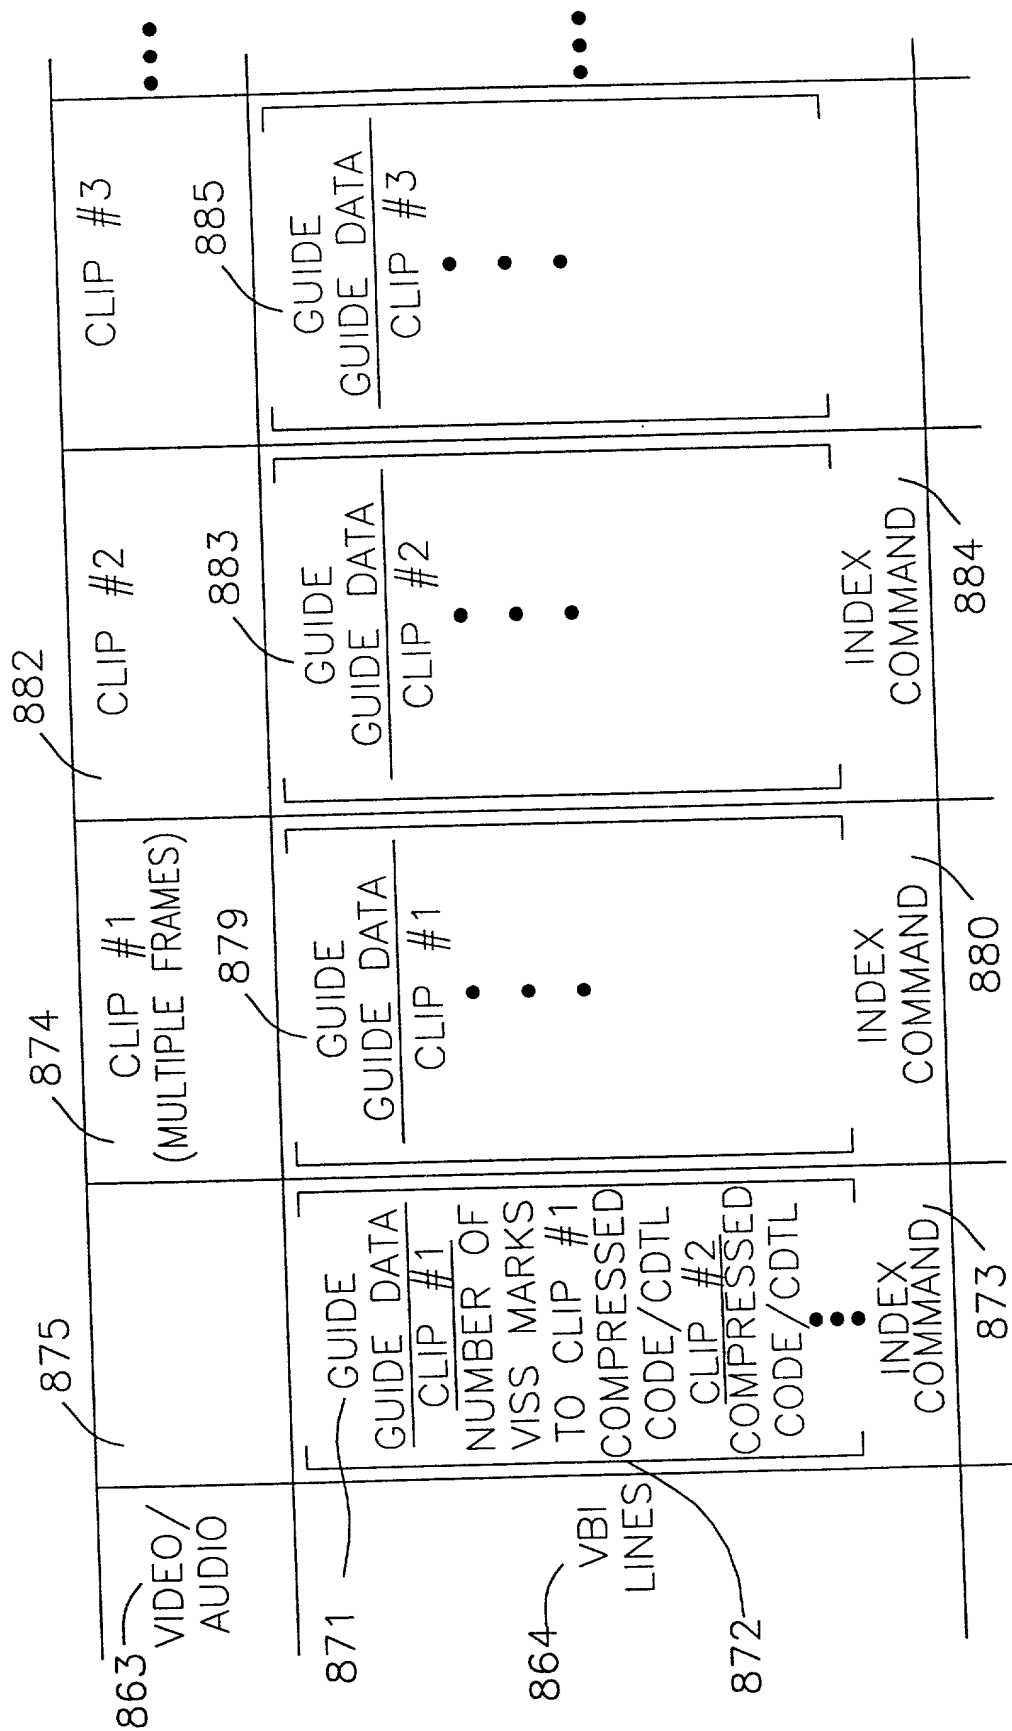 863
VIDEO/
AUDIO
875
874
CLIP #1
(MULTIPLE FRAMES)
882
CLIP #2
CLIP #3
871
864
VBI
LINES
872
GUIDE
GUIDE DATA
CLIP #1
NUMBER OF
VISS MARKS
TO CLIP #1
COMPRESSED
CODE/CDTL
CLIP #2
COMPRESSED
CODE/CDTL
INDEX
COMMAND
873
879
GUIDE
GUIDE DATA
CLIP #1
INDEX
COMMAND
880
883
GUIDE
GUIDE DATA
CLIP #2
INDEX
COMMAND
884
885
GUIDE
GUIDE DATA
CLIP #3